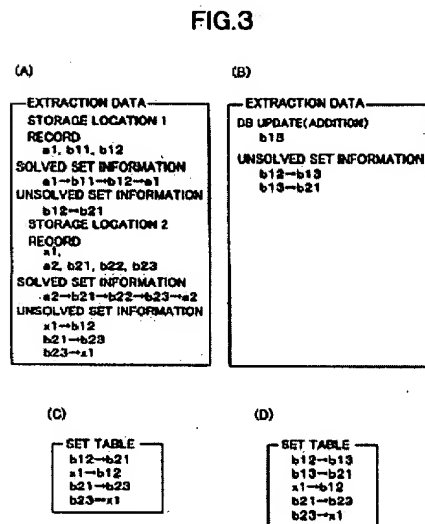 FIG.3
(A)
EXTRACTION DATA
STORAGE LOCATION 1
RECORD
a1, b11, b12
SOLVED SET INFORMATION
a1→b11→b12→a1
UNSOLVED SET INFORMATION
b12→b21
STORAGE LOCATION 2
RECORD
x1,
a2, b21, b22, b23
SOLVED SET INFORMATION
a2→b21→b22→b23→a2
UNSOLVED SET INFORMATION
x1→b12
b21→b23
b23→x1
(B)
EXTRACTION DATA
DB UPDATE(ADDITION)
b13
UNSOLVED SET INFORMATION
b12→b13
b13→b21
(C)
SET TABLE
b12→b21
x1→b12
b21→b23
b23→x1
(D)
SET TABLE
b12→b13
b13→b21
x1→b12
b21→b23
b23→x1